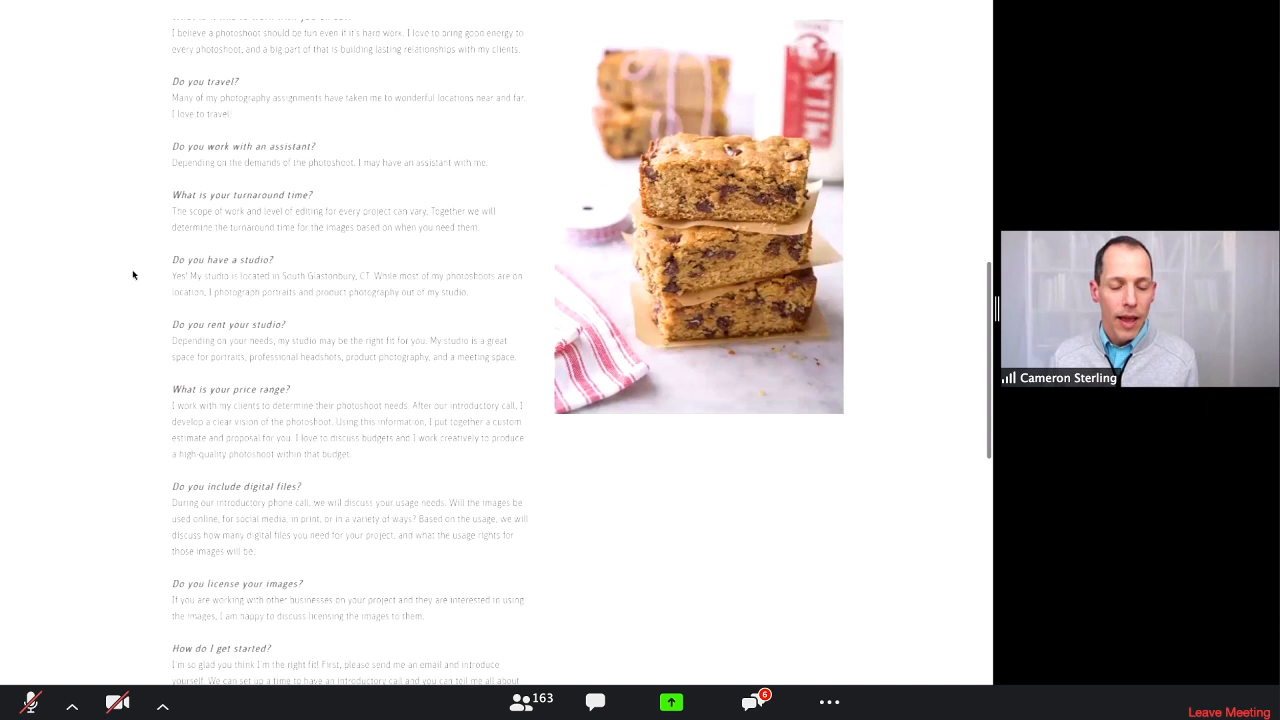 I believe a photoshoot should be fun even if it's hard work. I love to bring good energy to
every photoshoot, and a big part of that is building lasting relationships with my clients.
Do you travel?
Many of my photography assignments have taken me to wonderful locations near and far.
I love to travel!
Do you work with an assistant?
Depending on the demands of the photoshoot, I may have an assistant with me.
What is your turnaround time?
The scope of work and level of editing for every project can vary. Together we will
determine the turnaround time for the images based on when you need them.
Do you have a studio?
Yes! My studio is located in South Glastonbury, CT. While most of my photoshoots are on
location, I photograph portraits and product photography out of my studio.
Do you rent your studio?
Depending on your needs, my studio may be the right fit for you. My studio is a great
space for portraits, professional headshots, product photography, and a meeting space.
What is your price range?
I work with my clients to determine their photoshoot needs. After our introductory call, I
develop a clear vision of the photoshoot. Using this information, I put together a custom
estimate and proposal for you. I love to discuss budgets and I work creatively to produce
a high-quality photoshoot within that budget.
Do you include digital files?
During our introductory phone call, we will discuss your usage needs. Will the images be
used online, for social media, in print, or in a variety of ways? Based on the usage, we will
discuss how many digital files you need for your project, and what the usage rights for
those images will be.
Do you license your images?
If you are working with other businesses on your project and they are interested in using
the images, I am happy to discuss licensing the images to them.
How do I get started?
I'm so glad you think I'm the right fit! First, please send me an email and introduce
yourself. We can set up a time to have an introductory call and you can tell me all about
MILK
Cameron Sterling
163
6
Leave Meeting